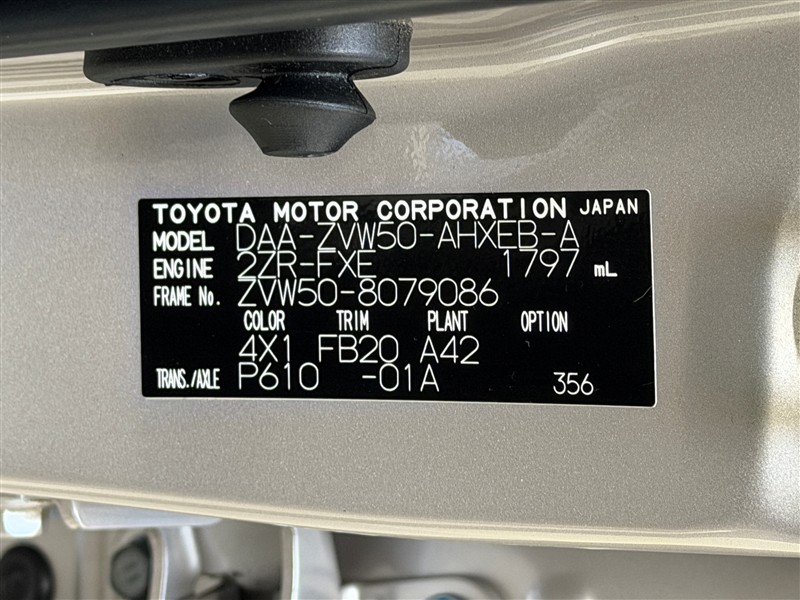 TOYOTA MOTOR CORPORATION JAPAN
MODEL DAA-ZVW50-AHXEB-A
ENGINE 2ZR-FXE 1797 mL
FRAME No. ZVW50-8079086
COLOR TRIM PLANT OPTION
4X1 FB20 A42
TRANS./AXLE P610 -01A 356